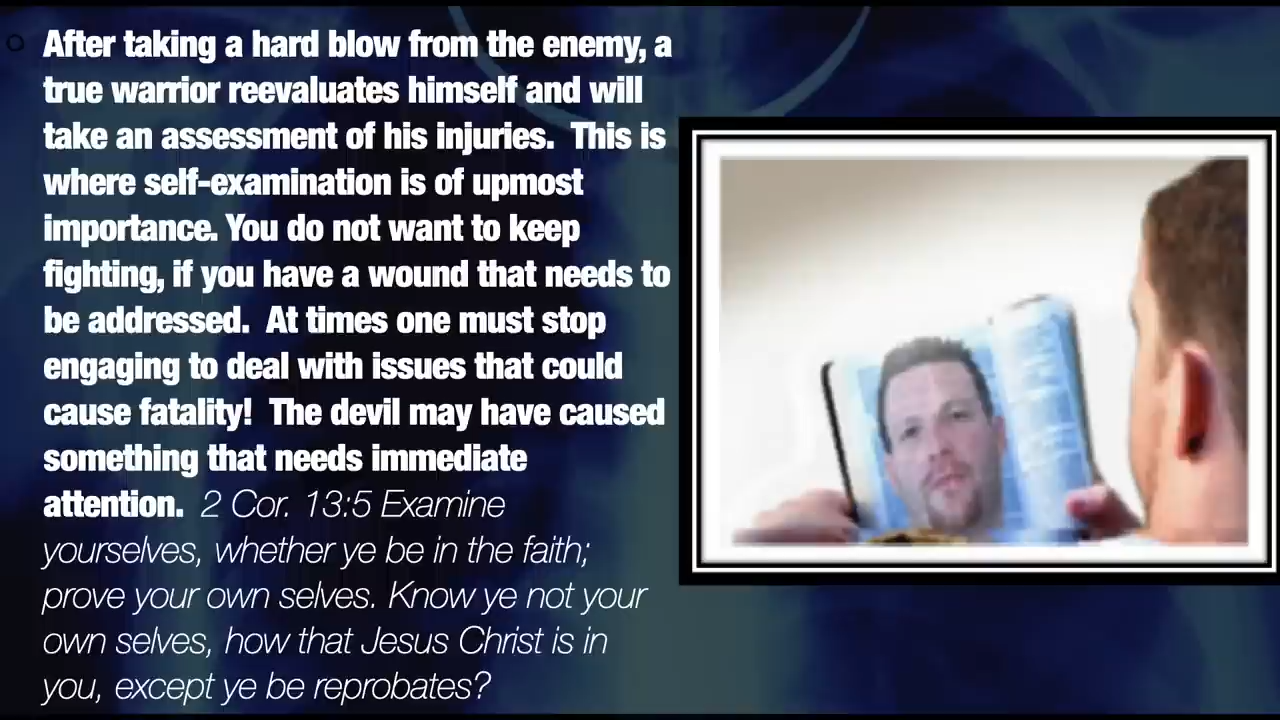 After taking a hard blow from the enemy, a
true warrior reevaluates himself and will
take an assessment of his injuries.  This is
where self-examination is of upmost
importance. You do not want to keep
fighting, if you have a wound that needs to
be addressed.  At times one must stop
engaging to deal with issues that could
cause fatality!  The devil may have caused
something that needs immediate
attention.  2 Cor. 13:5 Examine
yourselves, whether ye be in the faith;
prove your own selves. Know ye not your
own selves, how that Jesus Christ is in
you, except ye be reprobates?